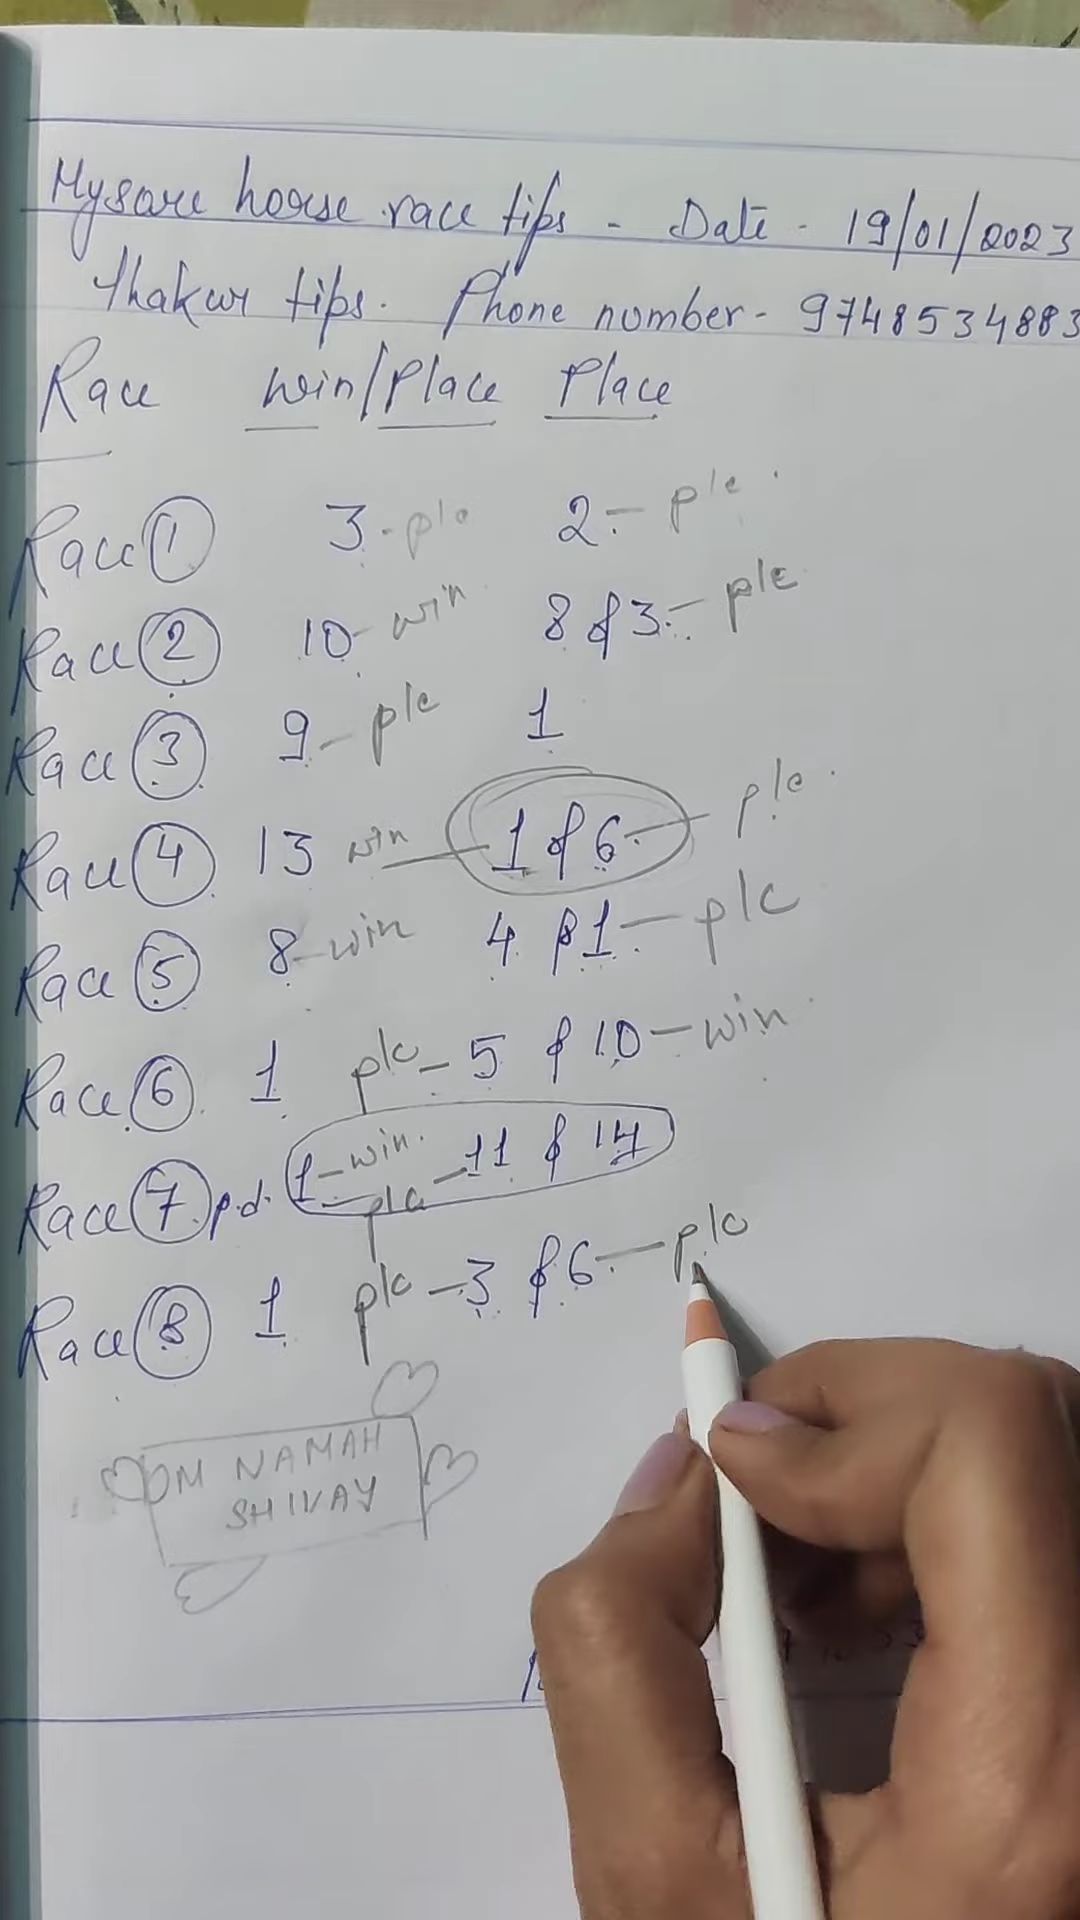 Mysore horse race tips - Date - 19/01/2023
Thakur tips. Phone number - 9748534883
Race win/Place Place
Race 1 3 - plc 2 - plc
Race 2 10 - win 8 & 3 - plc
Race 3 9 - plc 1
Race 4 13 win 1 & 6 - plc
Race 5 8 - win 4 & 1 - plc
Race 6 1 plc - 5 & 10 - win
Race 7 p.d. 1 - win. plc - 11 & 14
Race 8 1 plc - 3 & 6 - plc
OM NAMAH
SHIVAY